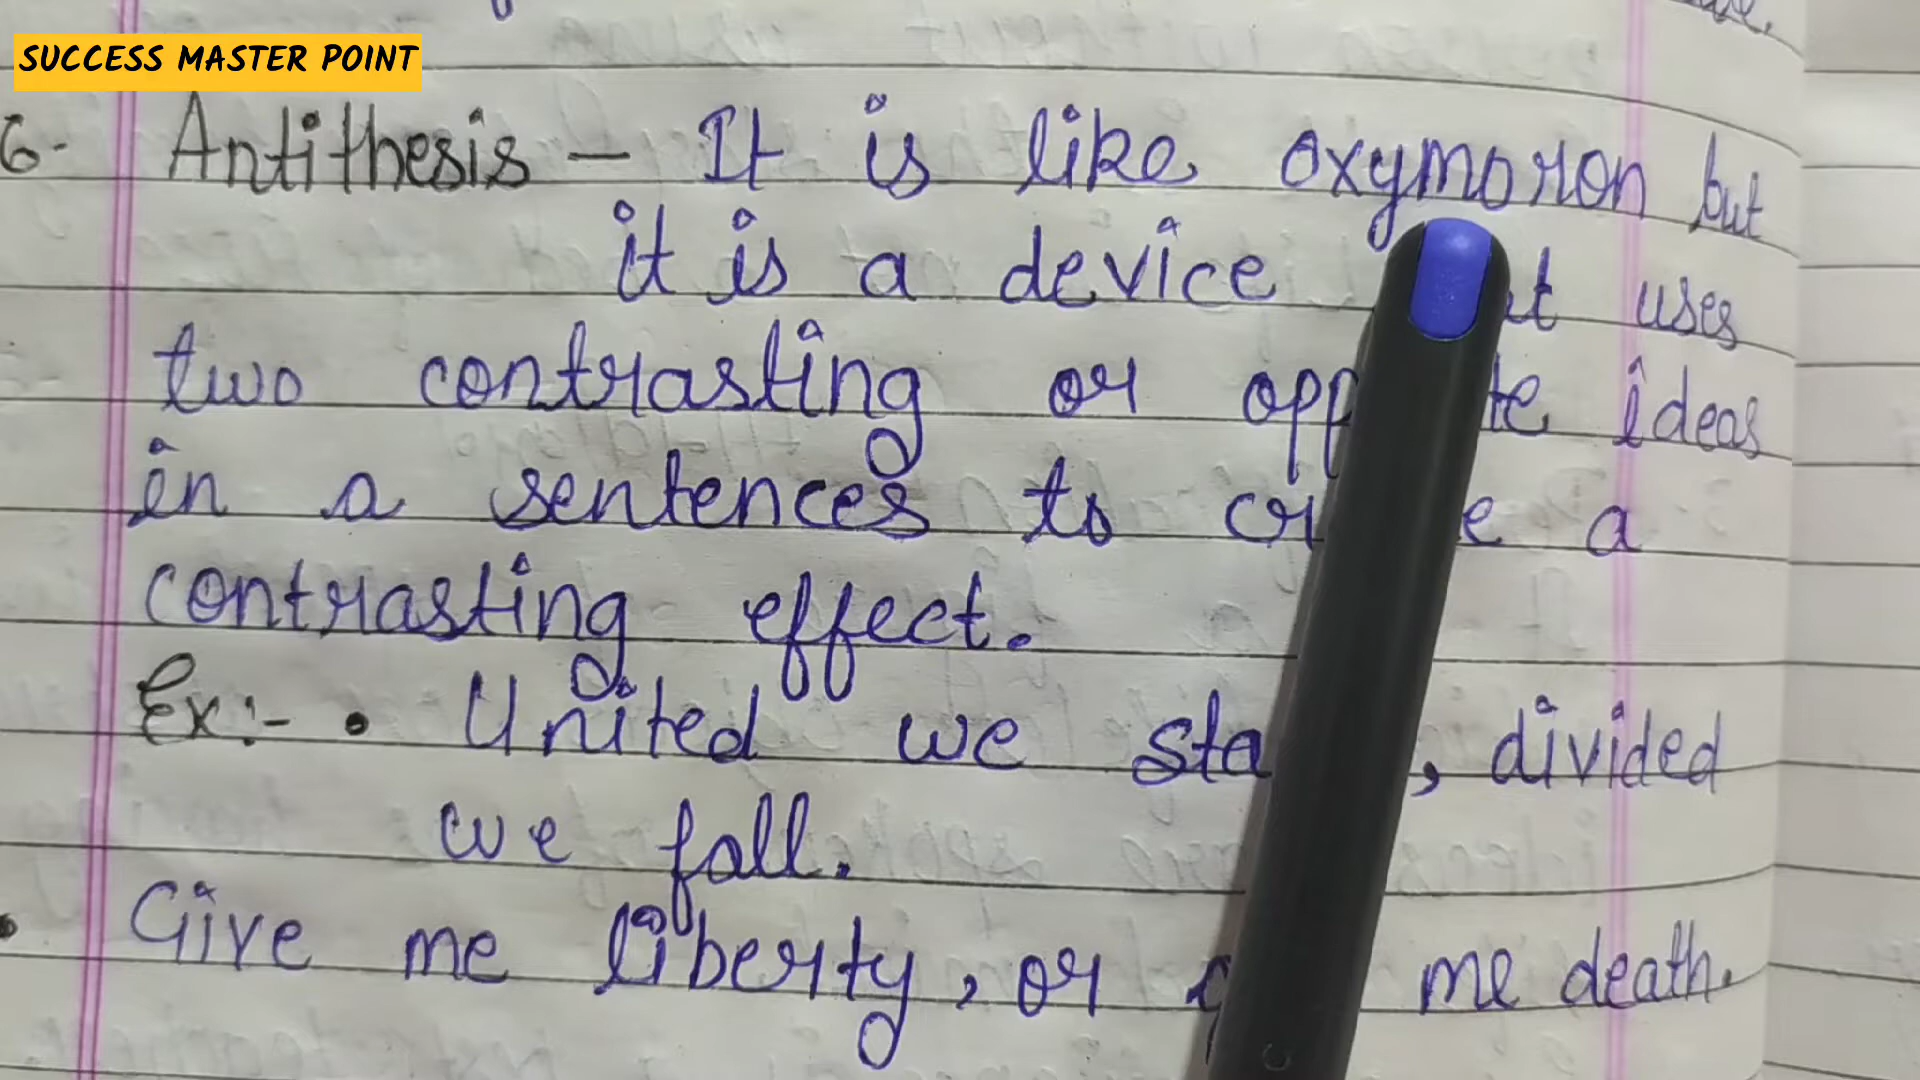 SUCCESS MASTER POINT
6. Antithesis – It is like oxymoron but
it is a device uses
two contrasting or ideas
in a sentences to a
contrasting effect.
Ex:- • United we , divided
we fall.
• Give me liberty, or me death.